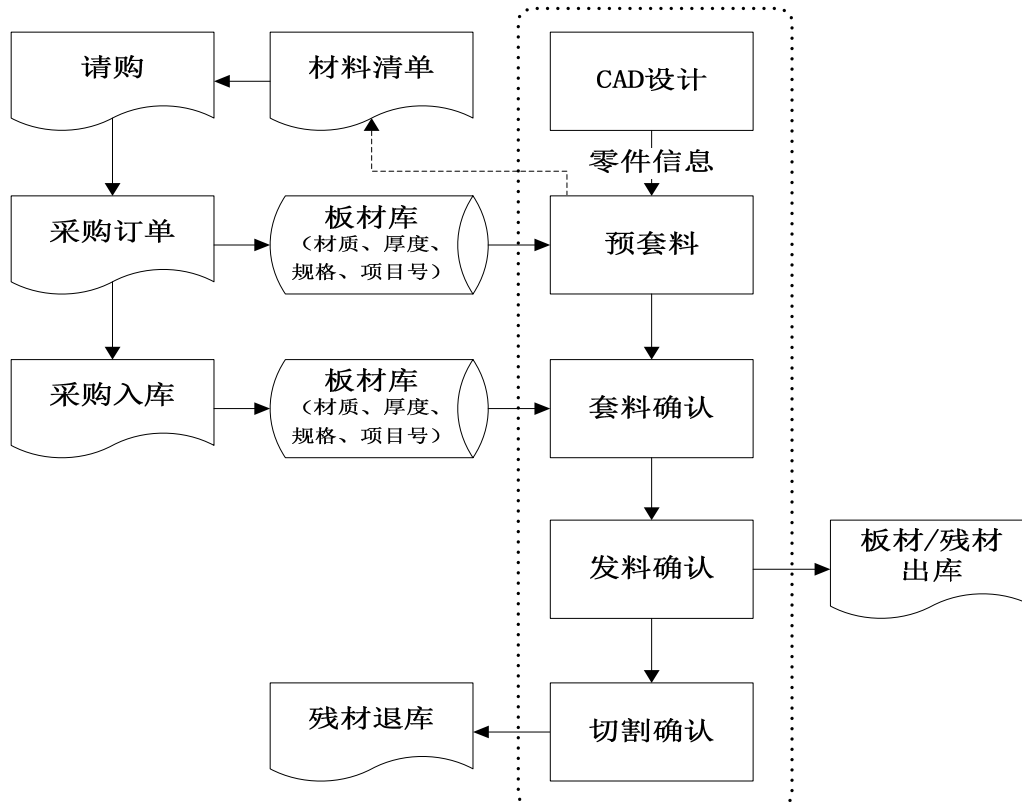 请购
材料清单
CAD设计
零件信息
采购订单
板材库
（材质、厚度、
规格、项目号）
预套料
采购入库
板材库
（材质、厚度、
规格、项目号）
套料确认
发料确认
板材/残材
出库
残材退库
切割确认